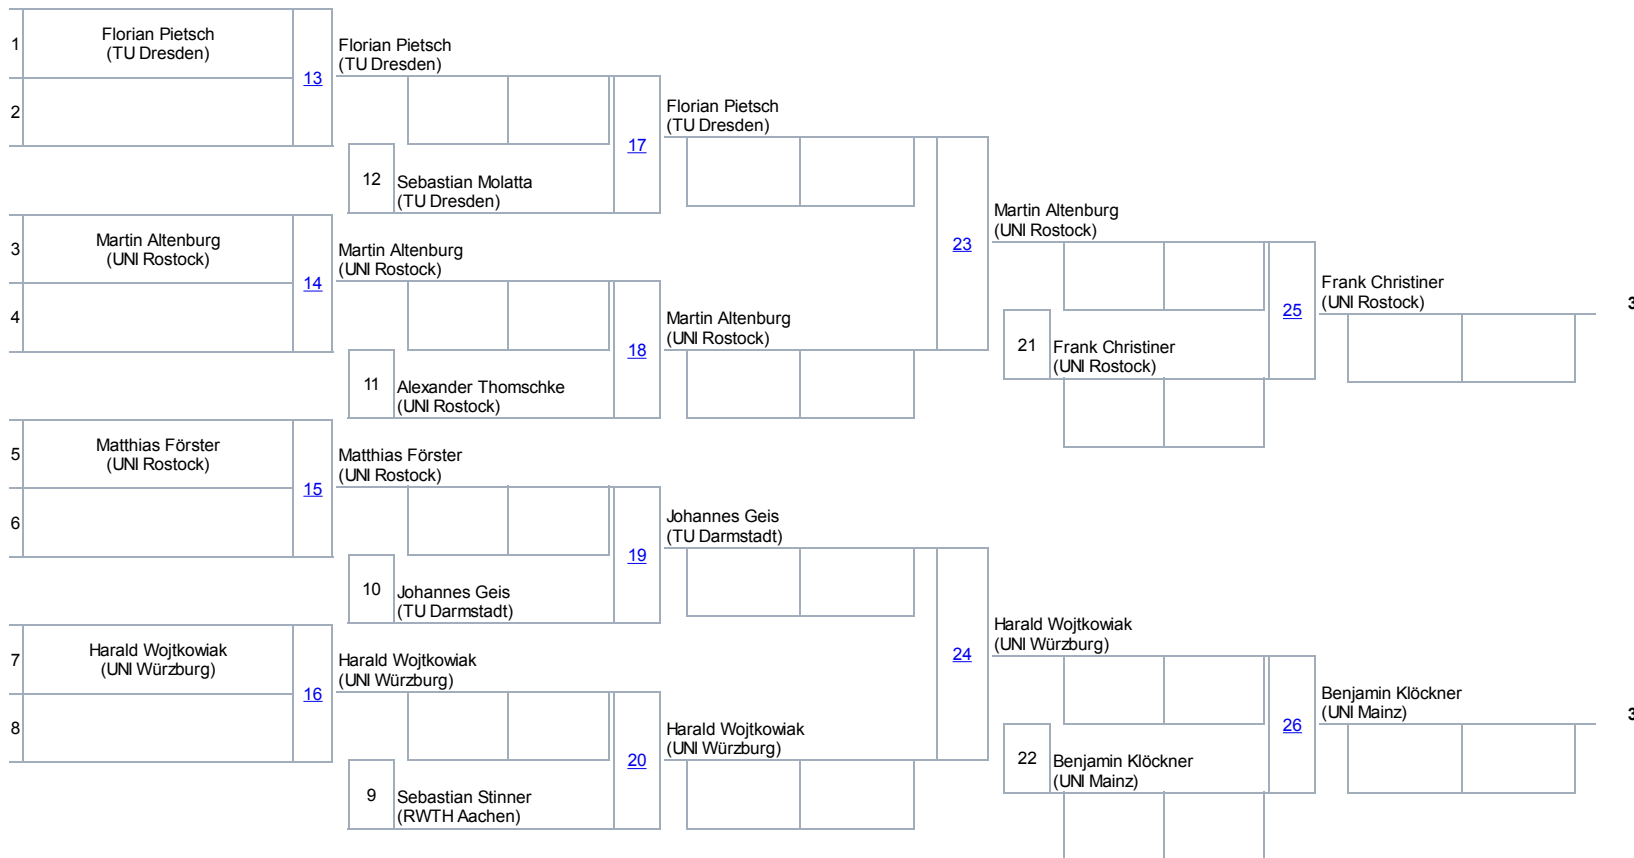 1
Florian Pietsch
(TU Dresden)
2
13
Florian Pietsch
(TU Dresden)
12
Sebastian Molatta
(TU Dresden)
17
Florian Pietsch
(TU Dresden)
3
Martin Altenburg
(UNI Rostock)
4
14
Martin Altenburg
(UNI Rostock)
11
Alexander Thomschke
(UNI Rostock)
18
Martin Altenburg
(UNI Rostock)
23
Martin Altenburg
(UNI Rostock)
21
Frank Christiner
(UNI Rostock)
25
Frank Christiner
(UNI Rostock)
3
5
Matthias Förster
(UNI Rostock)
6
15
Matthias Förster
(UNI Rostock)
10
Johannes Geis
(TU Darmstadt)
19
Johannes Geis
(TU Darmstadt)
7
Harald Wojtkowiak
(UNI Würzburg)
8
16
Harald Wojtkowiak
(UNI Würzburg)
9
Sebastian Stinner
(RWTH Aachen)
20
Harald Wojtkowiak
(UNI Würzburg)
24
Harald Wojtkowiak
(UNI Würzburg)
22
Benjamin Klöckner
(UNI Mainz)
26
Benjamin Klöckner
(UNI Mainz)
3